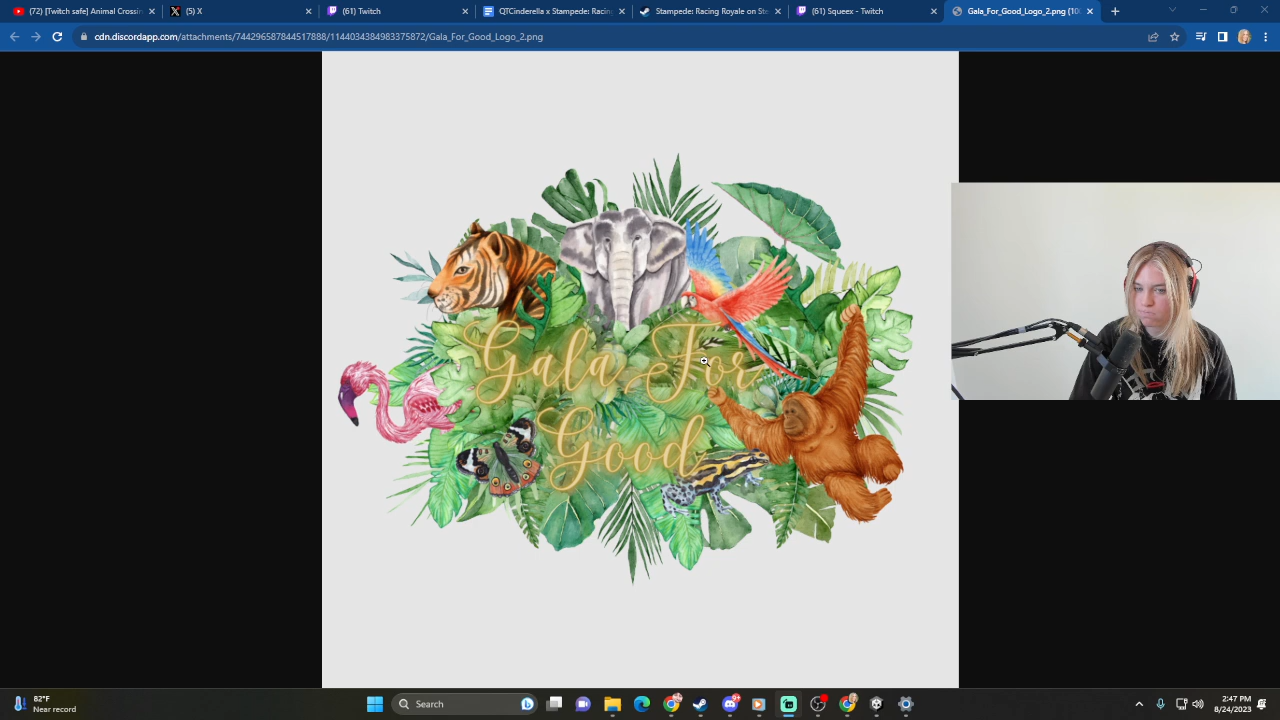 (72) [Twitch safe] Animal Crossin
(5) X
(61) Twitch
QTCinderella x Stampede: Racing
Stampede: Racing Royale on Ste
(61) Squeex - Twitch
Gala_For_Good_Logo_2.png (10
cdn.discordapp.com/attachments/744296587844517888/1144034384983375872/Gala_For_Good_Logo_2.png
Gala For
Good
82°F
Near record
Search
2:47 PM
8/24/2023